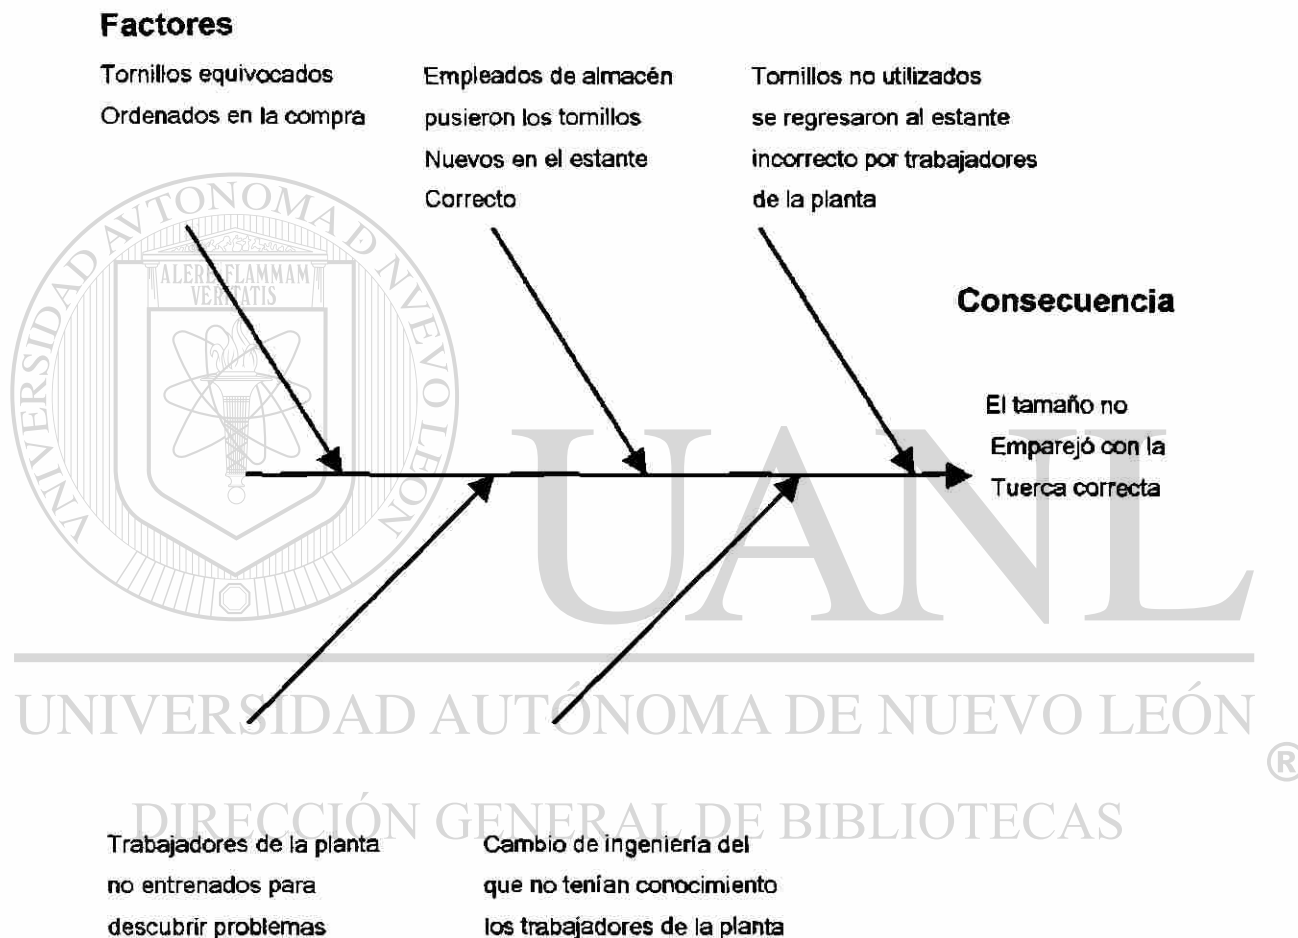 Factores
Tornillos equivocados
Ordenados en la compra
Empleados de almacén
pusieron los tornillos
Nuevos en el estante
Correcto
Tornillos no utilizados
se regresaron al estante
incorrecto por trabajadores
de la planta
Consecuencia
El tamaño no
Emparejó con la
Tuerca correcta
Trabajadores de la planta
no entrenados para
descubrir problemas
Cambio de ingeniería del
que no tenían conocimiento
los trabajadores de la planta
UNIVERSIDAD AVTONOMA D NVEVO LEON
ALERE FLAMMAM
VERITATIS
UANL
UNIVERSIDAD AUTÓNOMA DE NUEVO LEÓN
®
DIRECCIÓN GENERAL DE BIBLIOTECAS